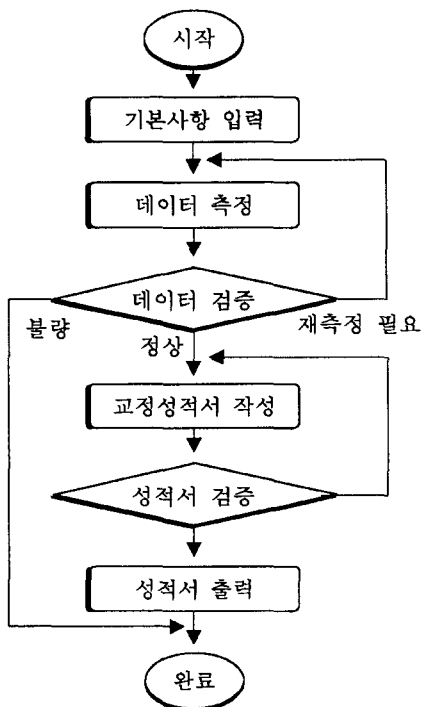 시작
기본사항 입력
데이터 측정
데이터 검증
불량
정상
재측정 필요
교정성적서 작성
성적서 검증
성적서 출력
완료